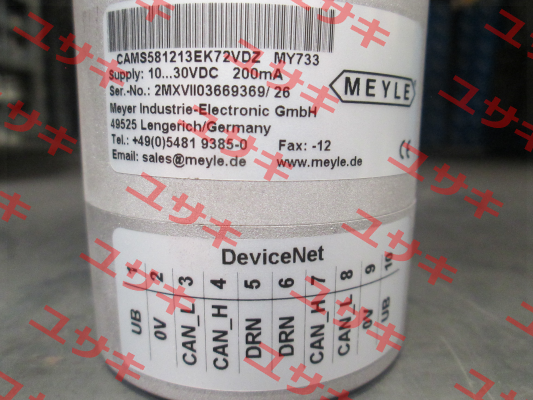 CAMS581213EK72VDZ MY733
Supply: 10...30VDC 200mA
Ser.-No.: 2MXVII03669369/ 26
MEYLE
Meyer Industrie-Electronic GmbH
49525 Lengerich/Germany
Tel.: +49(0)5481 9385-0 Fax: -12
Email: sales@meyle.de www.meyle.de
CE
DeviceNet
1 2 3 4 5 6 7 8 9 10
UB 0V CAN_L CAN_H DRN DRN CAN_H CAN_L 0V UB
ユサキ